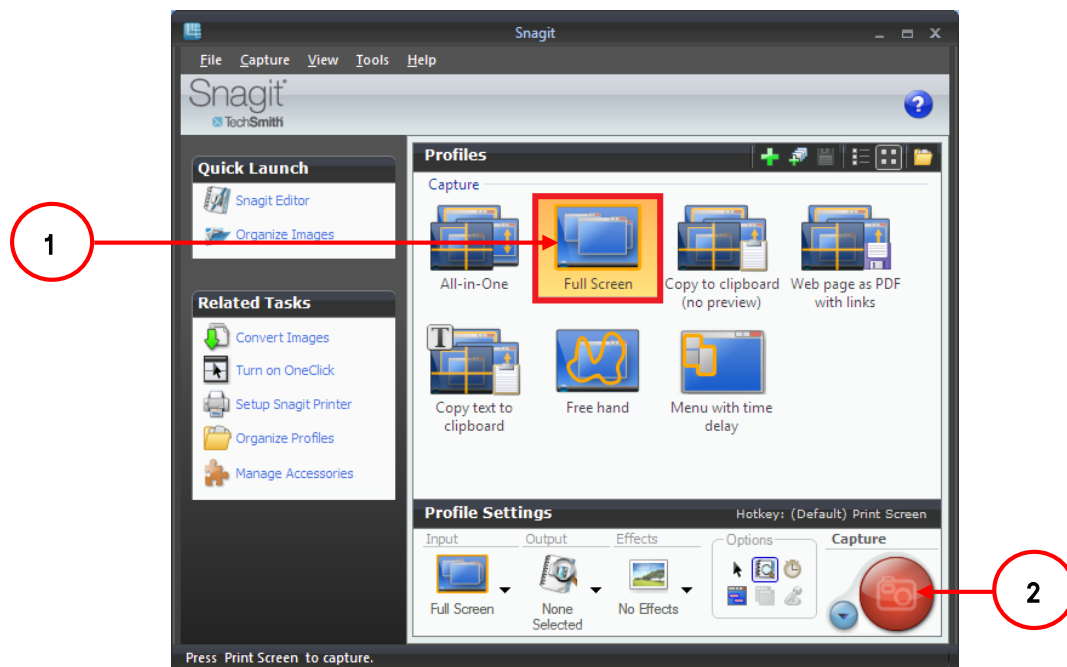 Snagit
File Capture View Tools Help
Snagit
TechSmith
?
Quick Launch
Snagit Editor
Organize Images
Related Tasks
Convert Images
Turn on OneClick
Setup Snagit Printer
Organize Profiles
Manage Accessories
Profiles
Capture
All-in-One
Full Screen
Copy to clipboard
(no preview)
Web page as PDF
with links
T
Copy text to
clipboard
Free hand
Menu with time
delay
Profile Settings
Hotkey: (Default) Print Screen
Input
Output
Effects
Options
Capture
Full Screen
None
Selected
No Effects
Press Print Screen to capture.
1
2